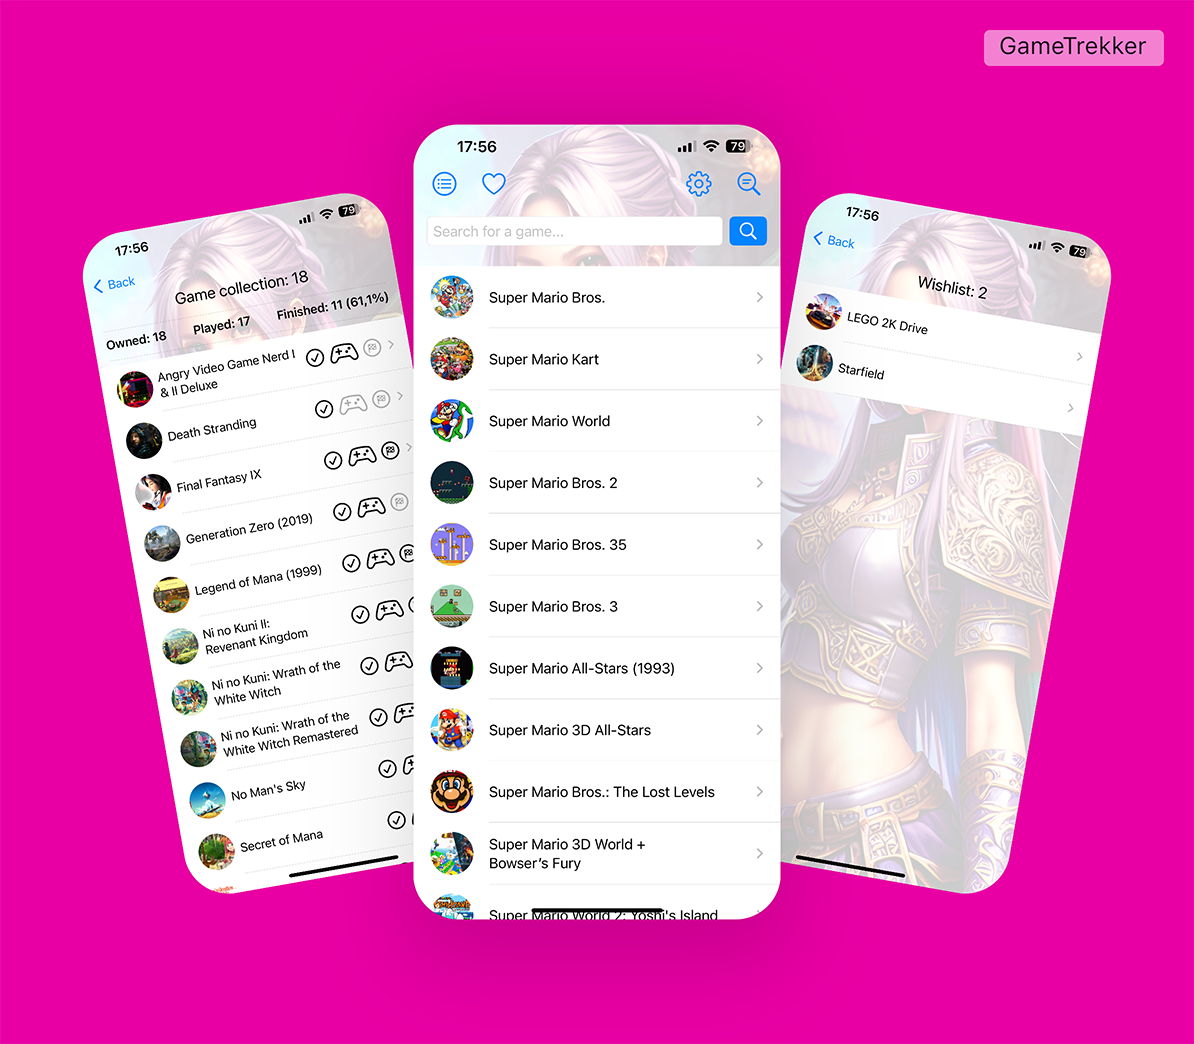 GameTrekker
17:56
79
Back
Game collection: 18
Owned: 18
Played: 17
Finished: 11 (61,1%)
Angry Video Game Nerd I
& II Deluxe
Death Stranding
Final Fantasy IX
Generation Zero (2019)
Legend of Mana (1999)
Ni no Kuni II:
Revenant Kingdom
Ni no Kuni: Wrath of the
White Witch
Ni no Kuni: Wrath of the
White Witch Remastered
No Man's Sky
Secret of Mana
17:56
79
Search for a game...
Super Mario Bros.
Super Mario Kart
Super Mario World
Super Mario Bros. 2
Super Mario Bros. 35
Super Mario Bros. 3
Super Mario All-Stars (1993)
Super Mario 3D All-Stars
Super Mario Bros.: The Lost Levels
Super Mario 3D World +
Bowser's Fury
Super Mario World 2: Yoshi's Island
17:56
79
Back
Wishlist: 2
LEGO 2K Drive
Starfield